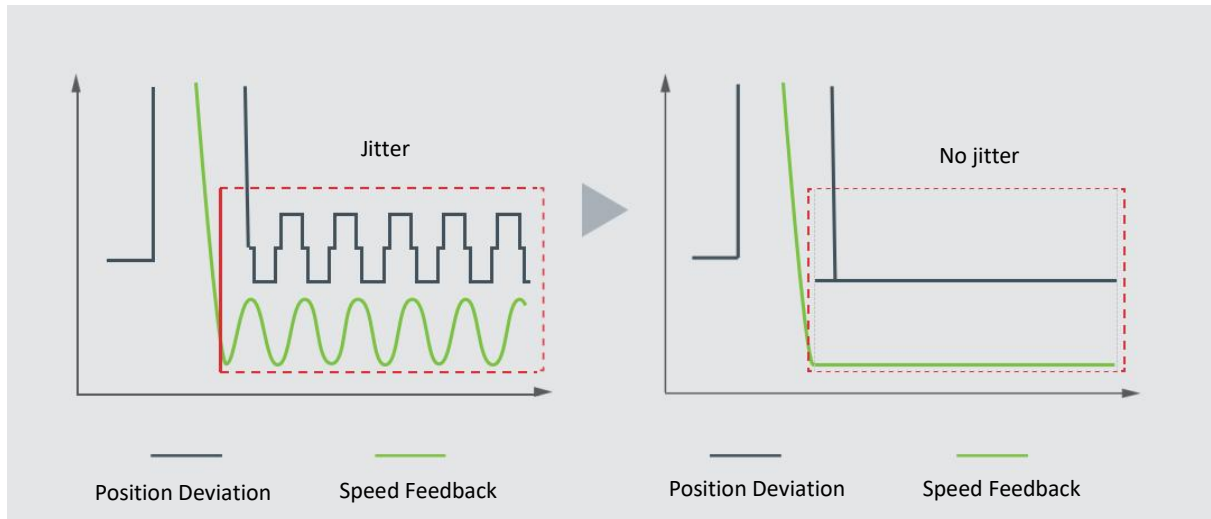 Jitter
No jitter
Position Deviation
Speed Feedback
Position Deviation
Speed Feedback